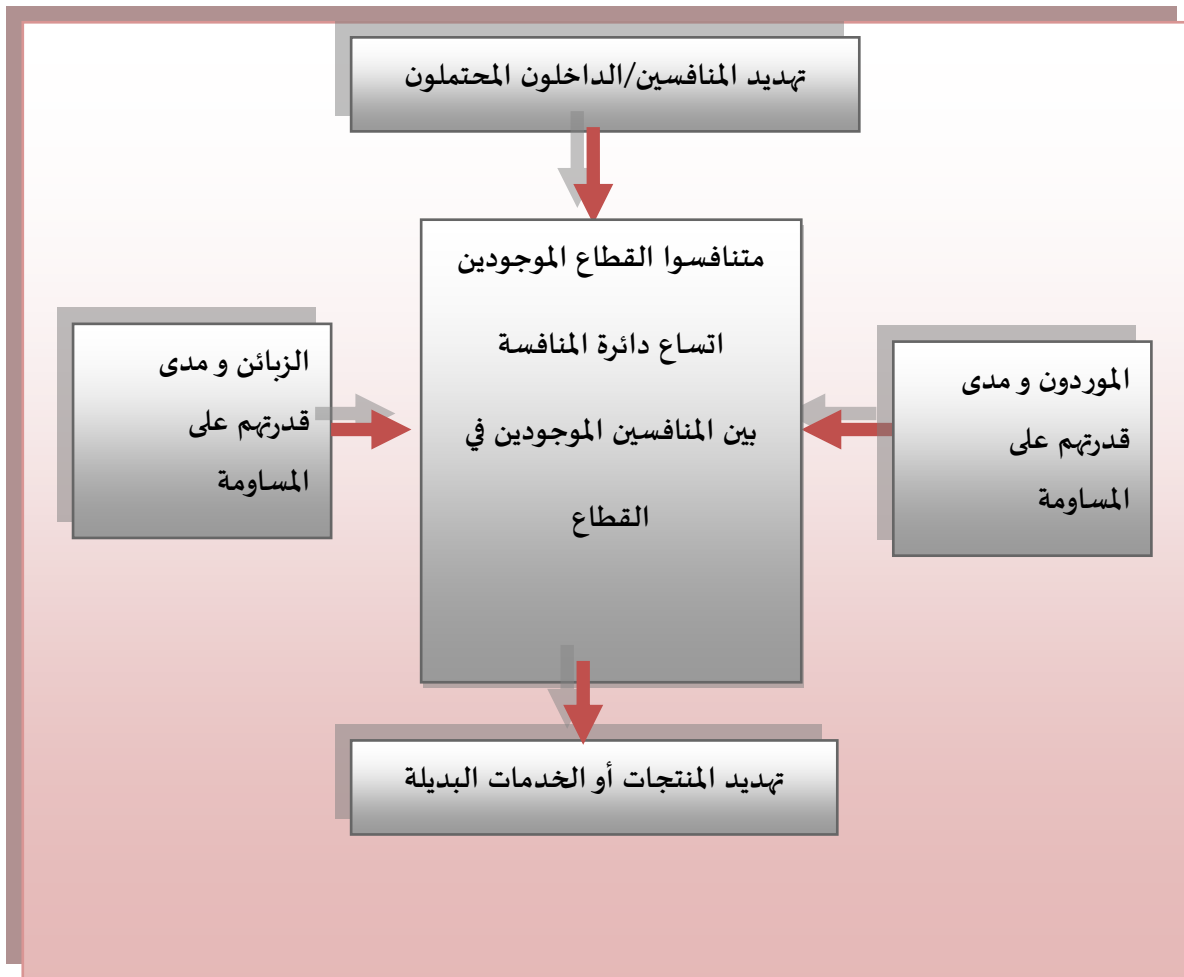 تهديد المنافسين/الداخلون المحتملون
متنافسوا القطاع الموجودين
اتساع دائرة المنافسة
بين المنافسين الموجودين في
القطاع
الموردون و مدى
قدرتهم على
المساومة
الزبائن و مدى
قدرتهم على
المساومة
تهديد المنتجات أو الخدمات البديلة